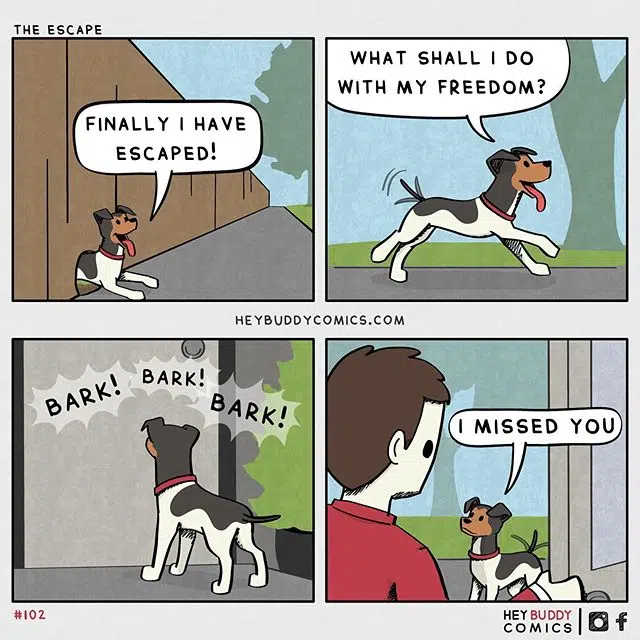 THE ESCAPE
FINALLY I HAVE
ESCAPED!
WHAT SHALL I DO
WITH MY FREEDOM?
HEYBUDDYCOMICS.COM
BARK!
BARK!
BARK!
I MISSED YOU
#102
HEY BUDDY
COMICS